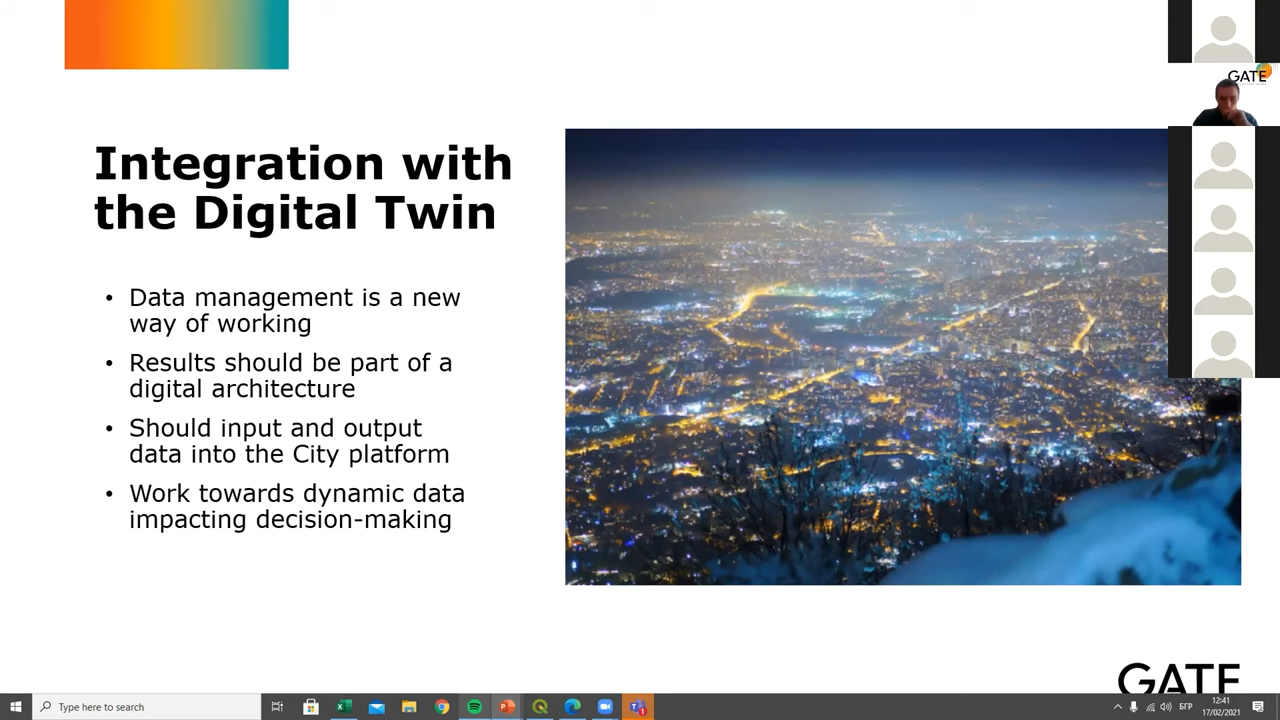 GATE
Integration with
the Digital Twin
• Data management is a new
way of working
• Results should be part of a
digital architecture
• Should input and output
data into the City platform
• Work towards dynamic data
impacting decision-making
GATE
Type here to search
БГР
12:41
17/02/2021